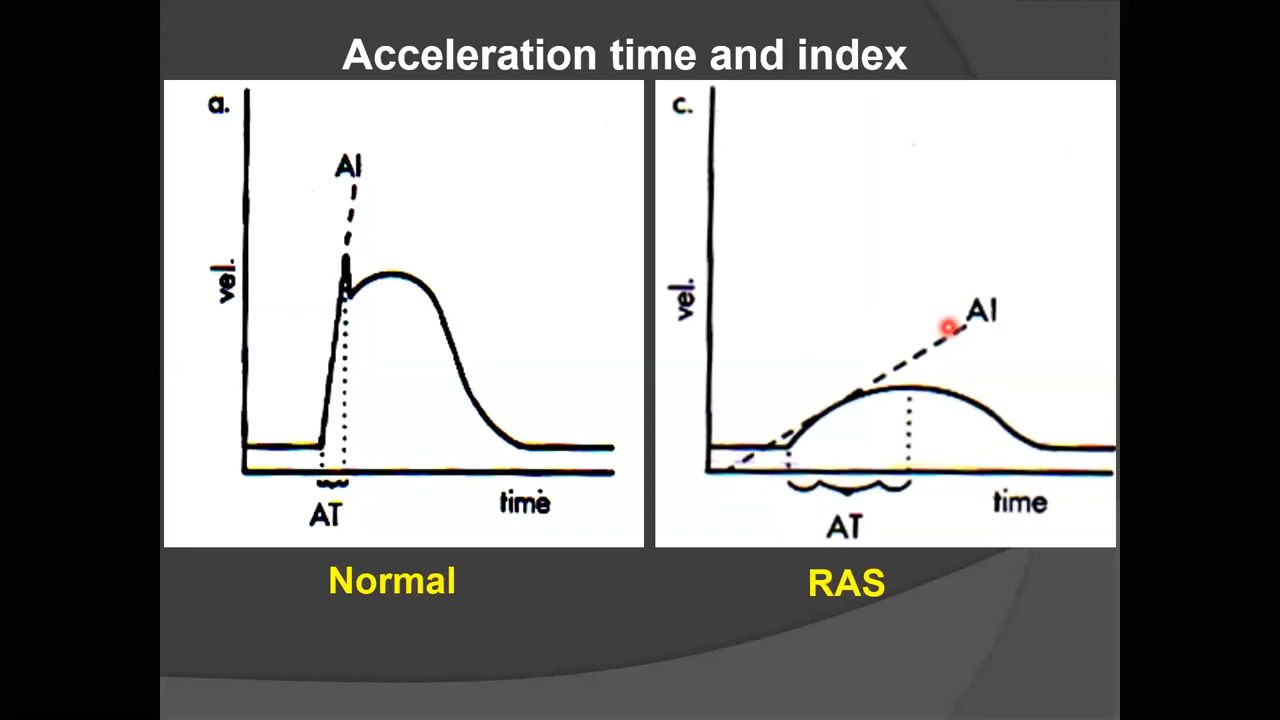 Acceleration time and index
a.
AI
vel.
AT
time
Normal
c.
AI
vel.
AT
time
RAS